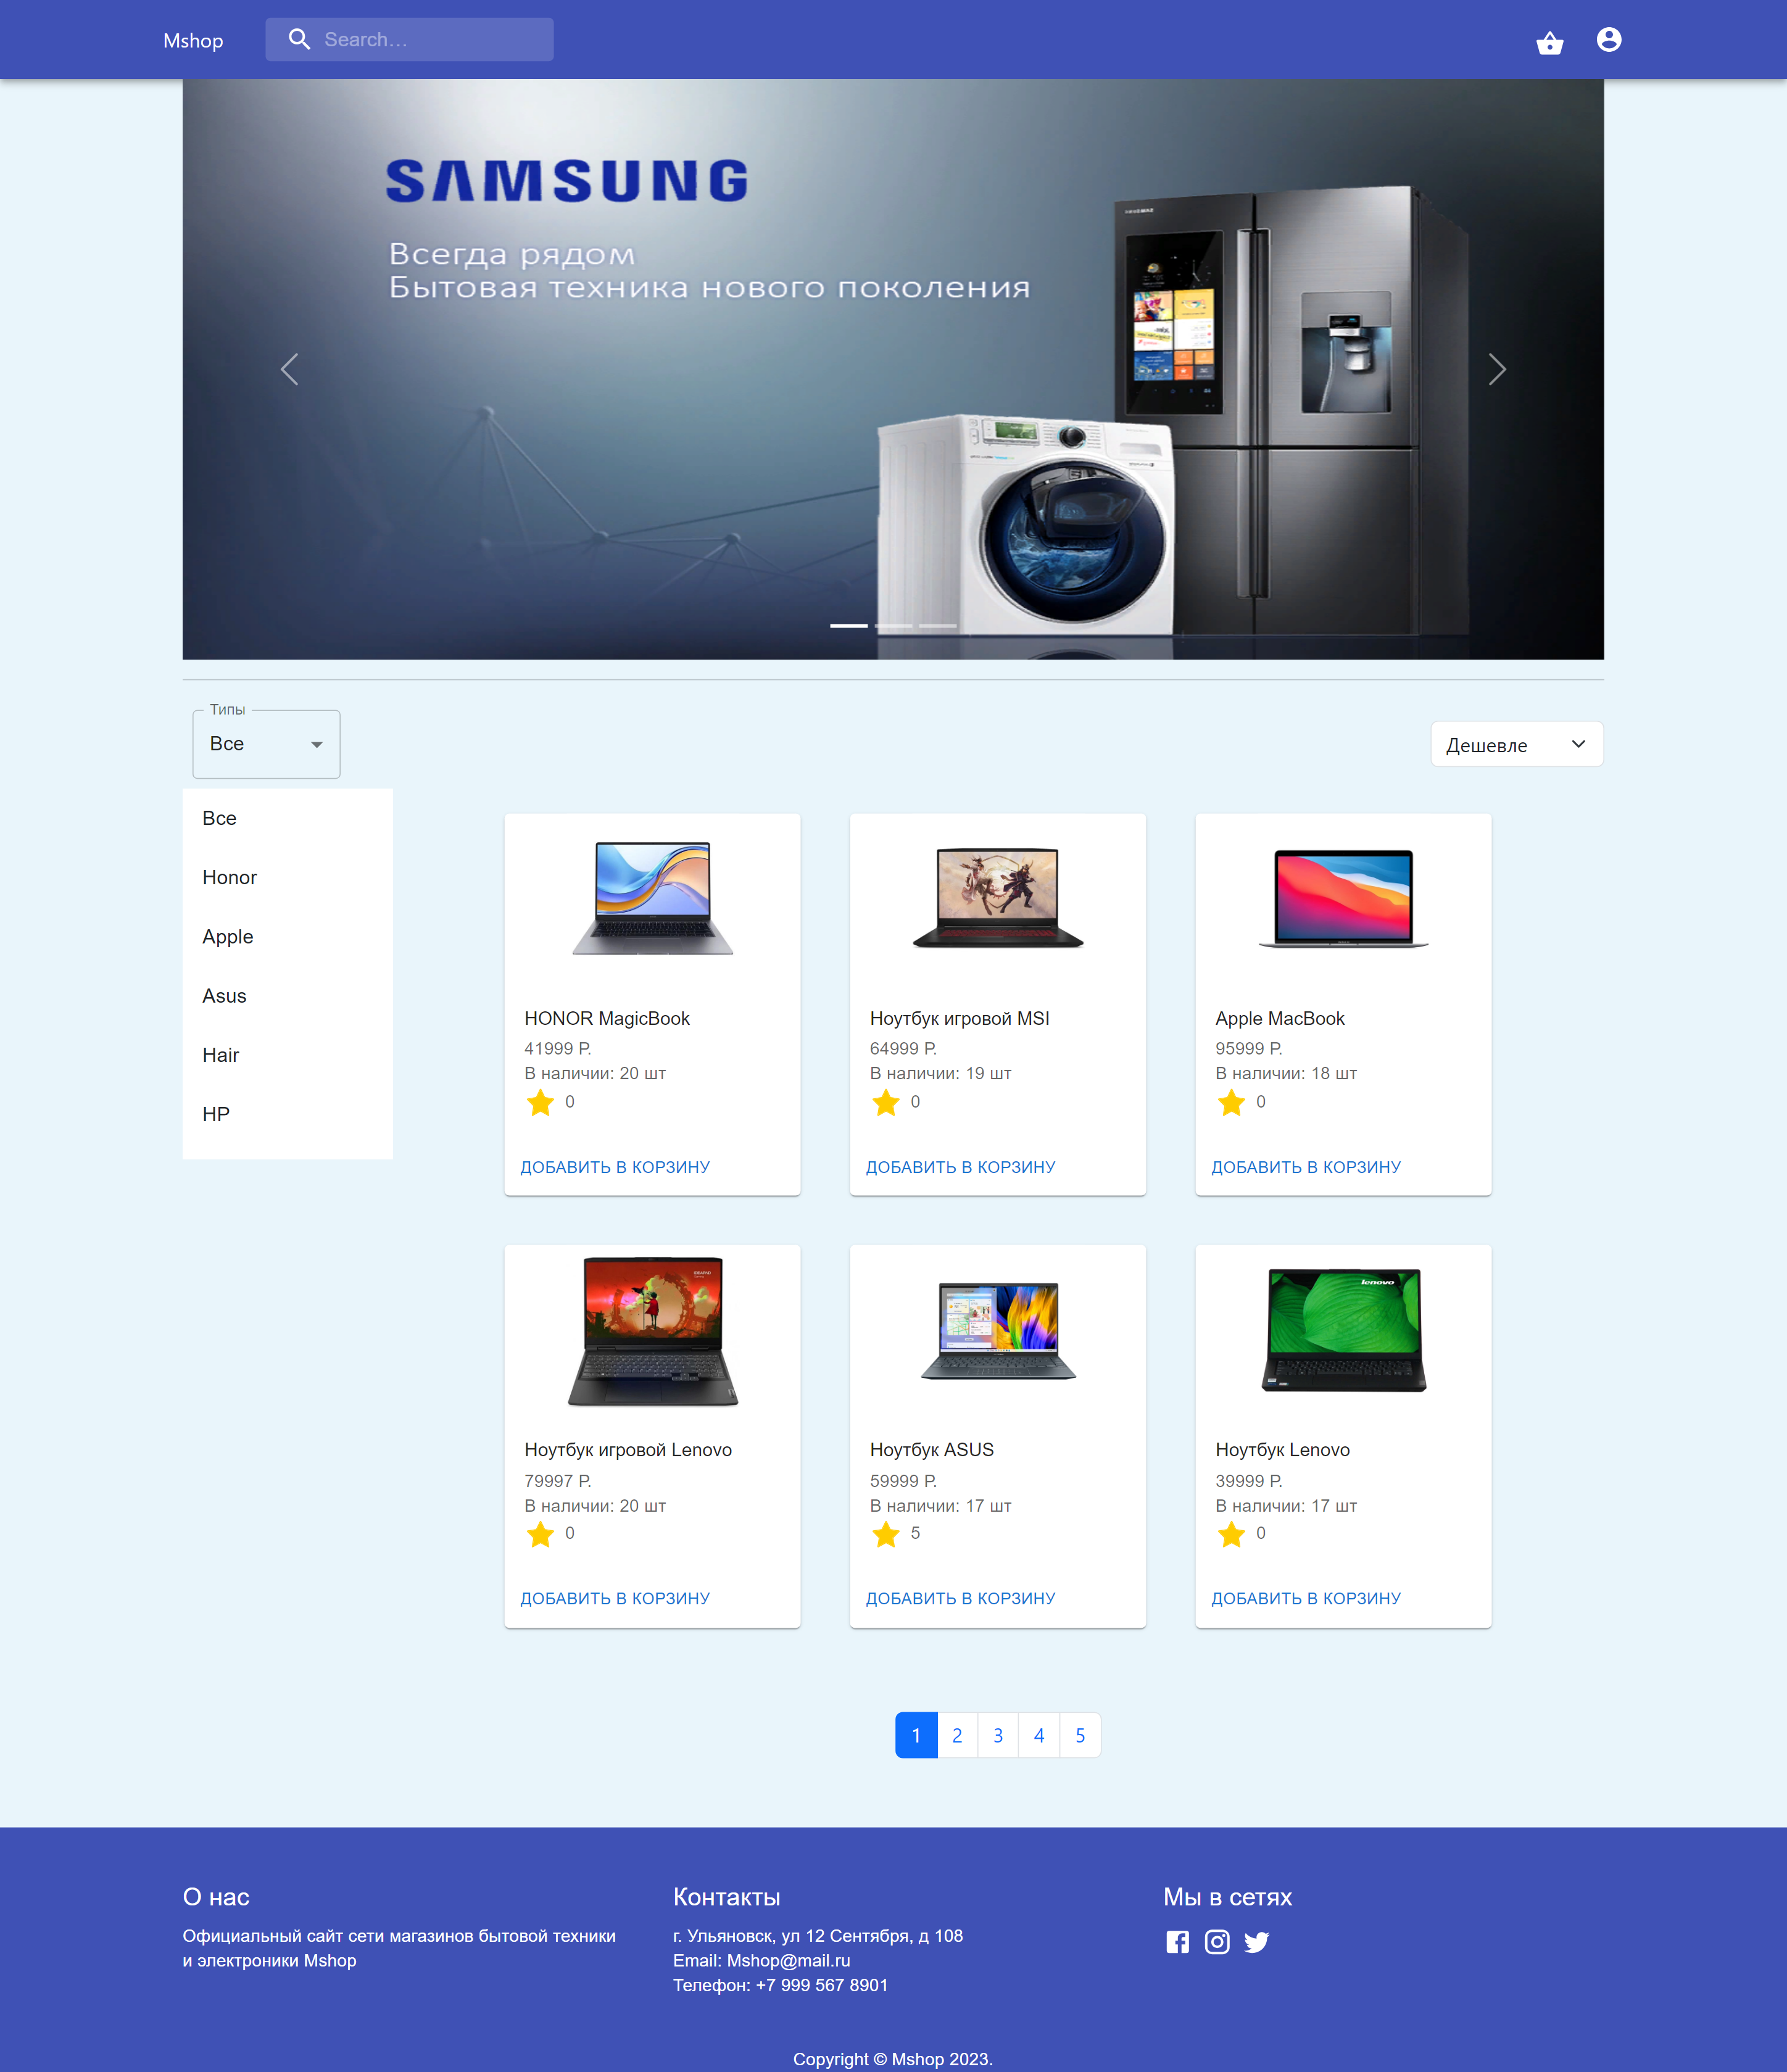 Mshop
Search...
SAMSUNG
Всегда рядом
Бытовая техника нового поколения
Типы
Все
Дешевле
Все
Honor
Apple
Asus
Hair
HP
HONOR MagicBook
41999 Р.
В наличии: 20 шт
0
ДОБАВИТЬ В КОРЗИНУ
Ноутбук игровой MSI
64999 Р.
В наличии: 19 шт
0
ДОБАВИТЬ В КОРЗИНУ
Apple MacBook
95999 Р.
В наличии: 18 шт
0
ДОБАВИТЬ В КОРЗИНУ
lenovo
Ноутбук игровой Lenovo
79997 Р.
В наличии: 20 шт
0
ДОБАВИТЬ В КОРЗИНУ
Ноутбук ASUS
59999 Р.
В наличии: 17 шт
5
ДОБАВИТЬ В КОРЗИНУ
Ноутбук Lenovo
39999 Р.
В наличии: 17 шт
0
ДОБАВИТЬ В КОРЗИНУ
1 2 3 4 5
О нас
Официальный сайт сети магазинов бытовой техники
и электроники Mshop
Контакты
г. Ульяновск, ул 12 Сентября, д 108
Email: Mshop@mail.ru
Телефон: +7 999 567 8901
Мы в сетях
Copyright © Mshop 2023.